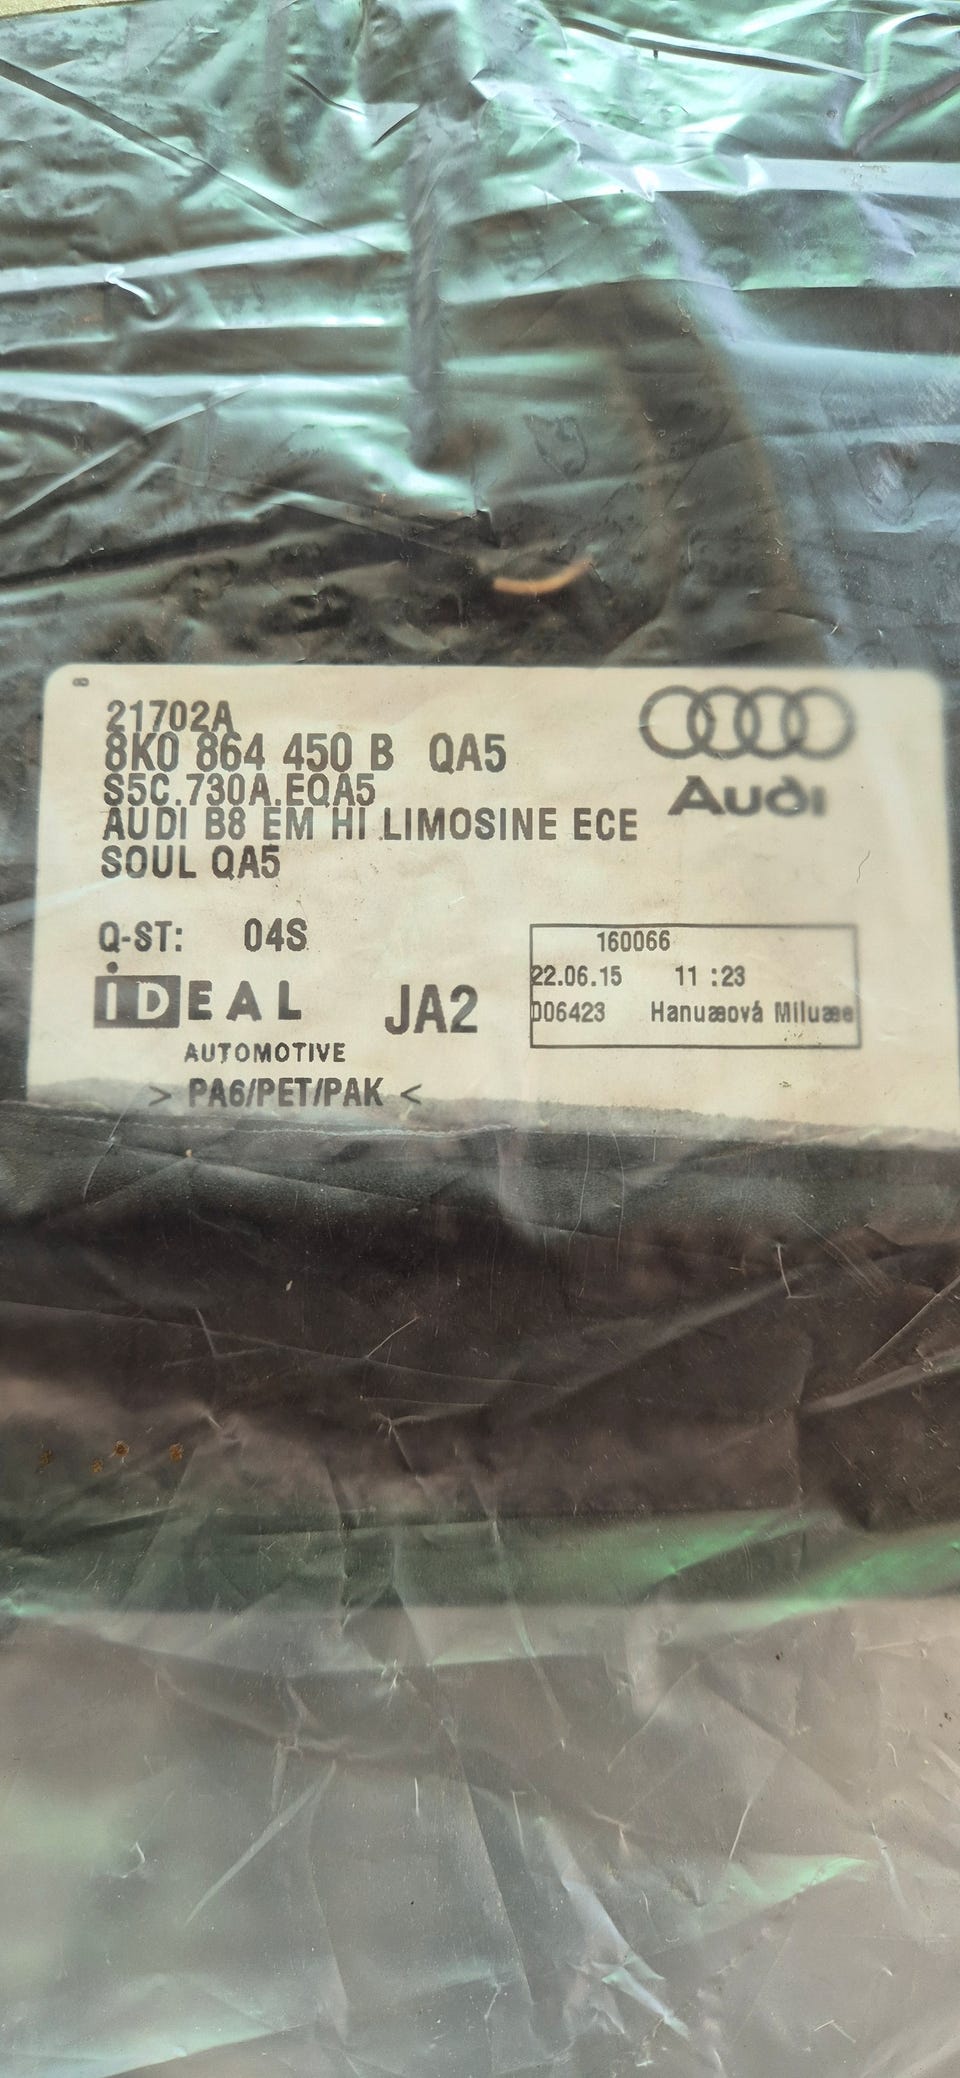 21702A
8K0 864 450 B QA5
S5C.730A.EQA5
AUDI B8 EM HI LIMOSINE ECE
SOUL QA5
Audi
Q-ST: 04S
160066
22.06.15 11 :23
006423 Hanuæová Miluæe
iDEAL
AUTOMOTIVE
JA2
> PA6/PET/PAK <